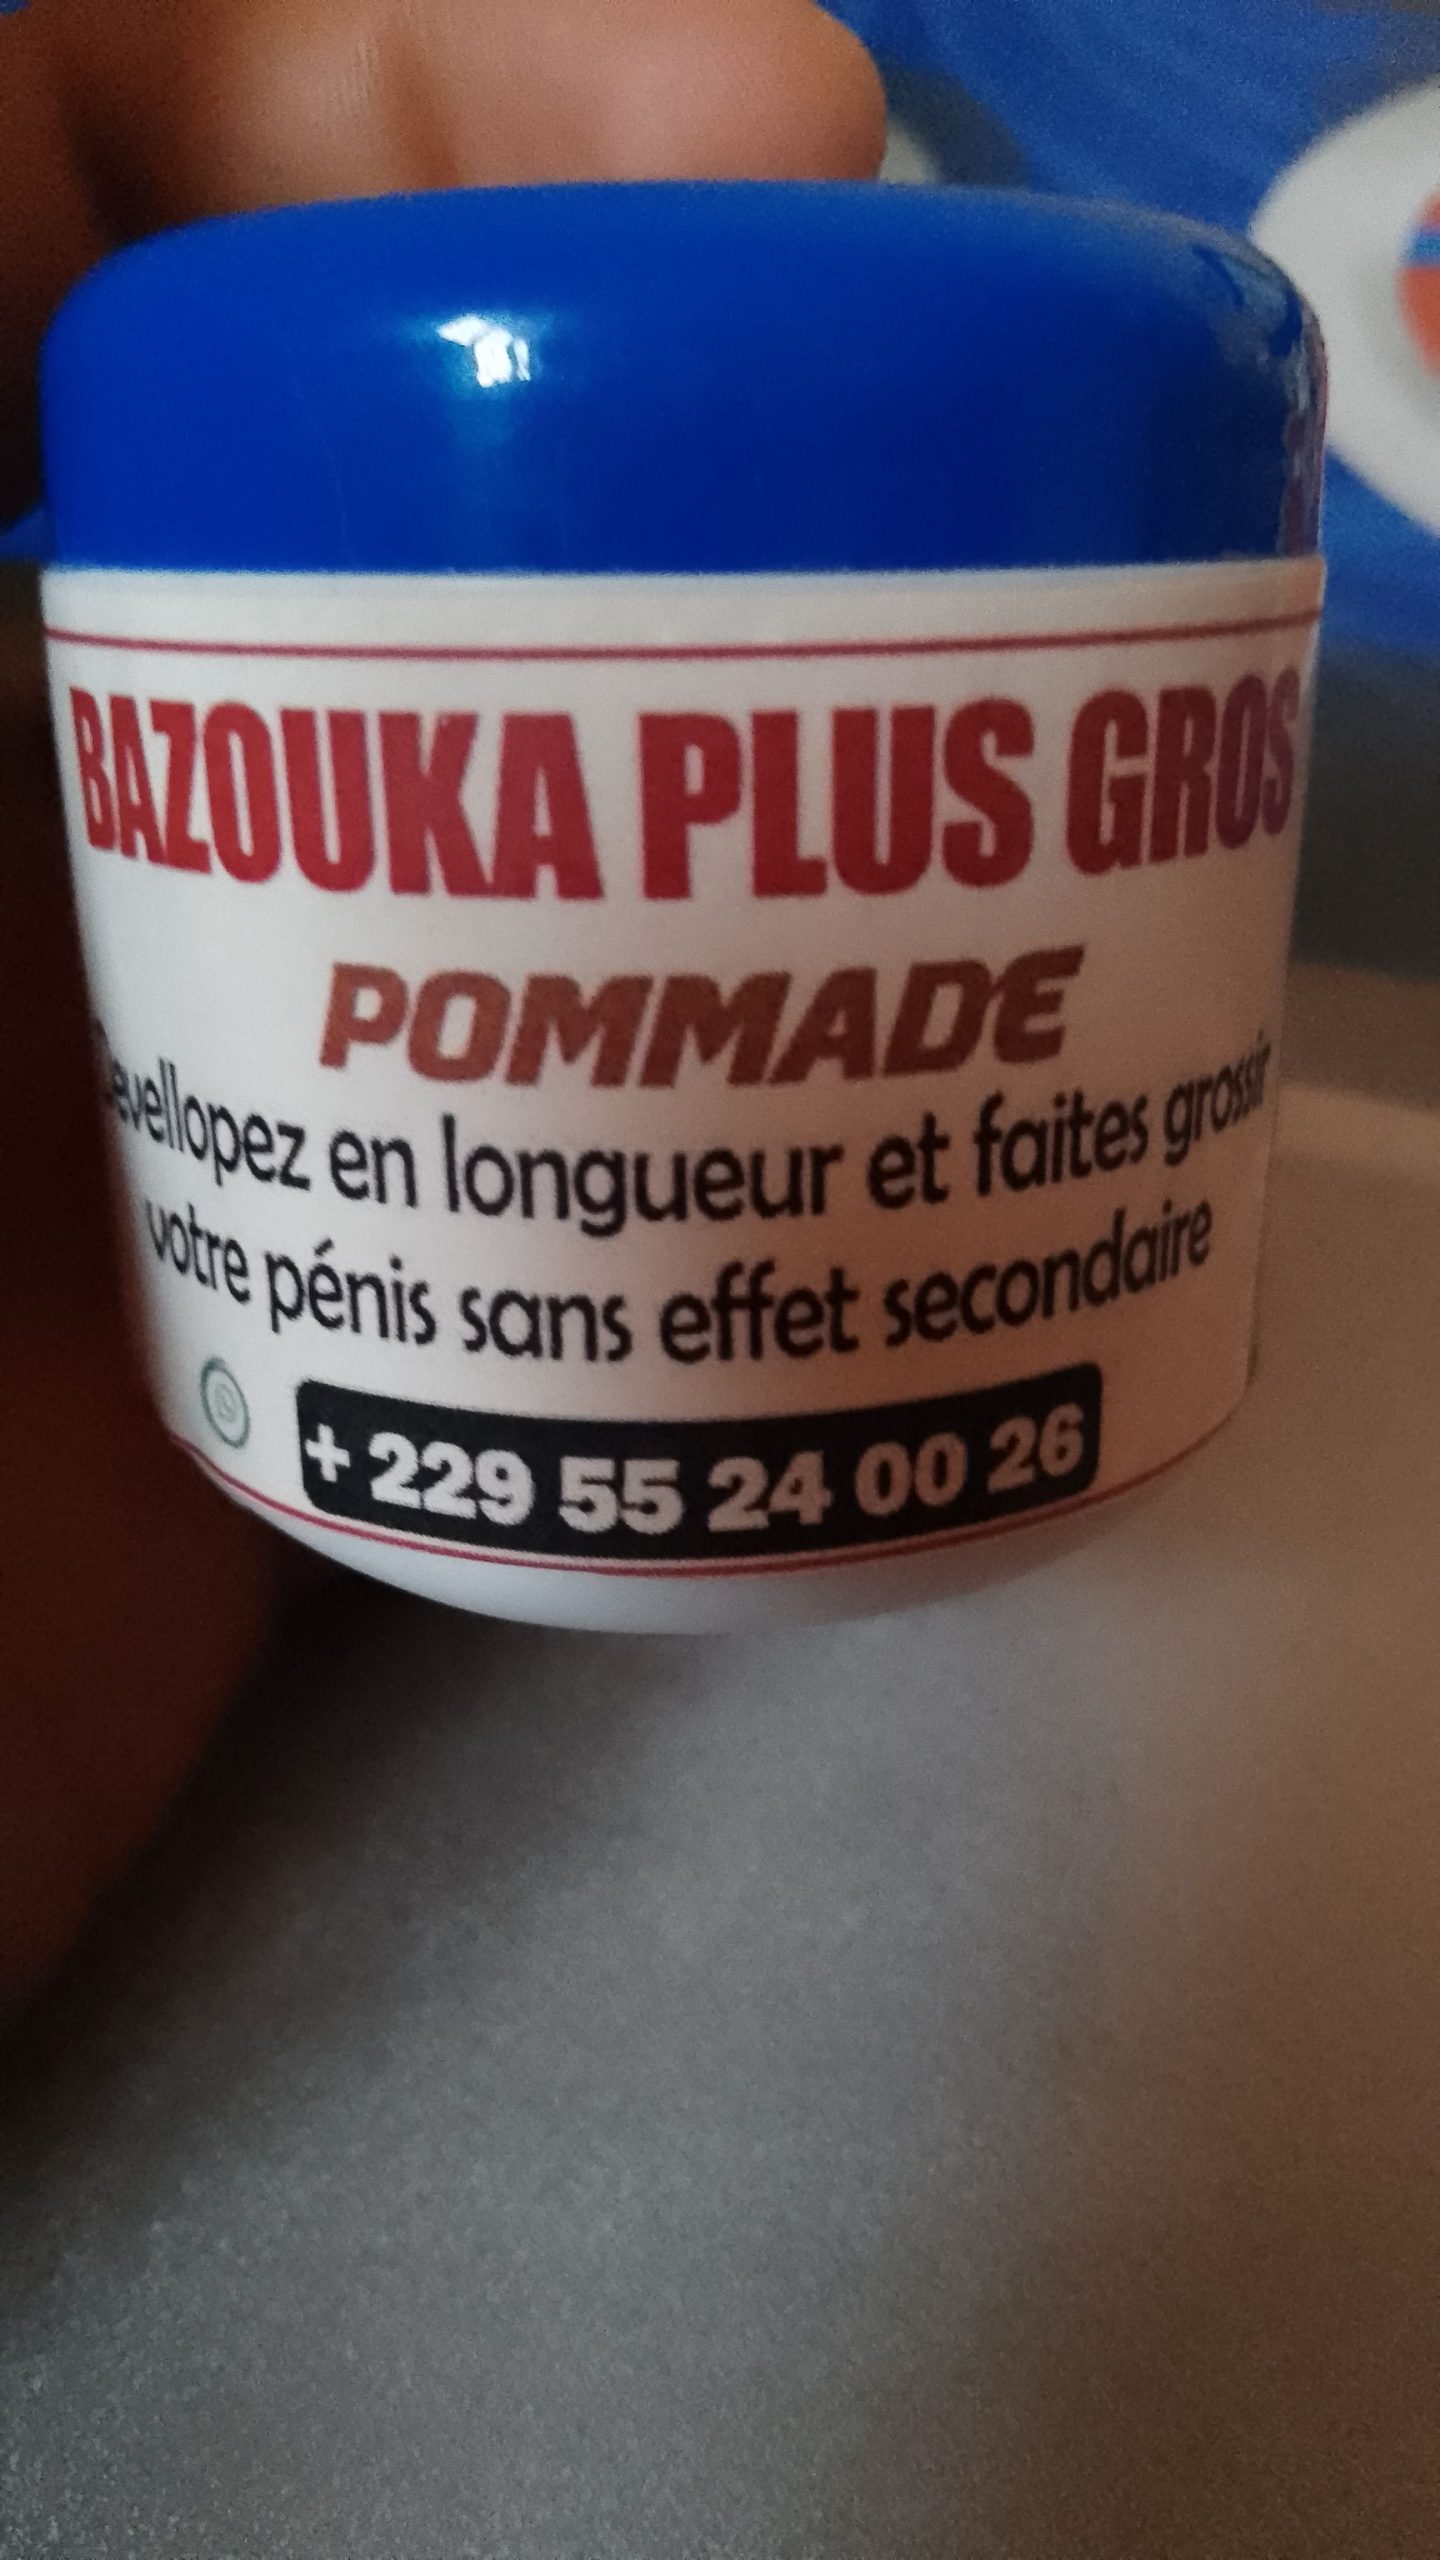 BAZOUKA PLUS GROS
POMMADE
Devellopez en longueur et faites grossir
votre pénis sans effet secondaire
+ 229 55 24 00 26